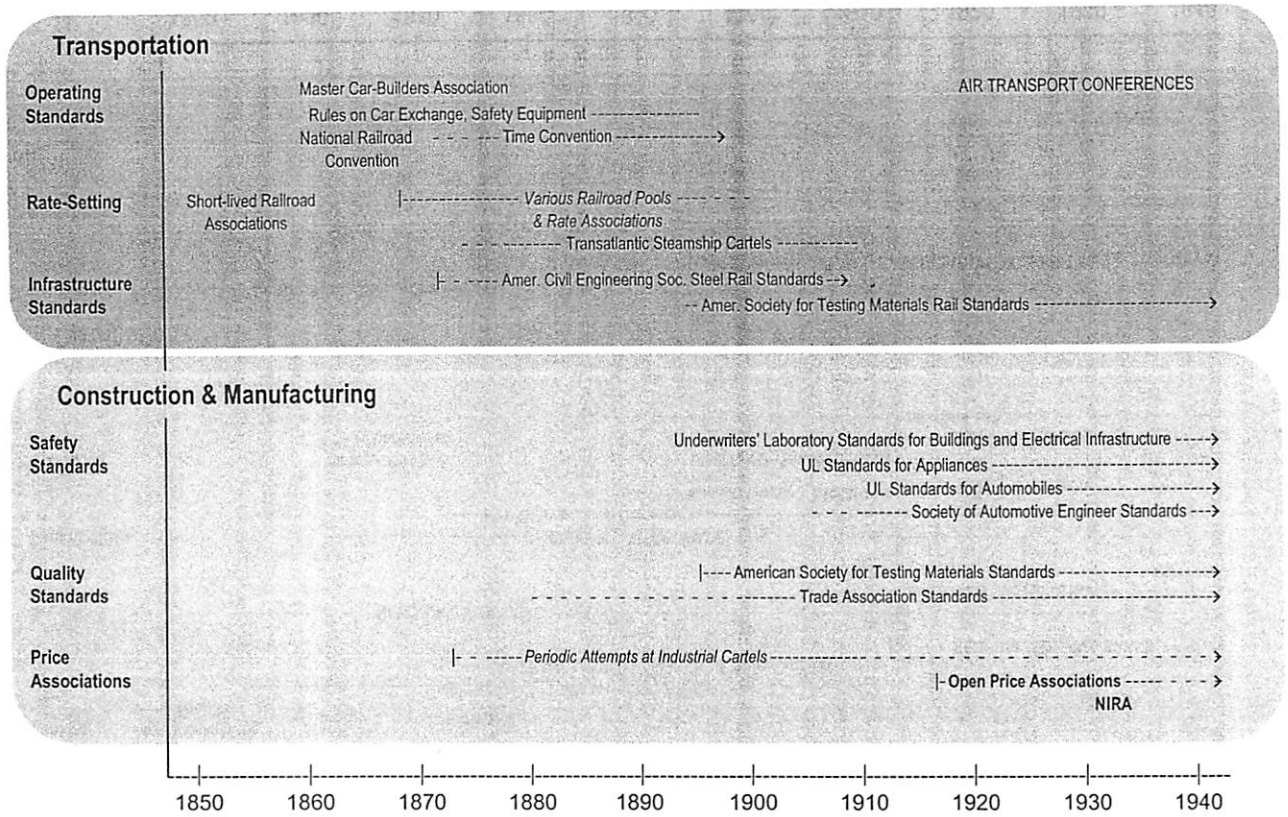 Transportation
Operating
Standards
Master Car-Builders Association
AIR TRANSPORT CONFERENCES
Rules on Car Exchange, Safety Equipment
National Railroad
Convention
Time Convention
Rate-Setting
Short-lived Railroad
Associations
Various Railroad Pools
& Rate Associations
Transatlantic Steamship Cartels
Infrastructure
Standards
Amer. Civil Engineering Soc. Steel Rail Standards
Amer. Society for Testing Materials Rail Standards
Construction & Manufacturing
Safety
Standards
Underwriters' Laboratory Standards for Buildings and Electrical Infrastructure
UL Standards for Appliances
UL Standards for Automobiles
Society of Automotive Engineer Standards
Quality
Standards
American Society for Testing Materials Standards
Trade Association Standards
Price
Associations
Periodic Attempts at Industrial Cartels
Open Price Associations
NIRA
1850 1860 1870 1880 1890 1900 1910 1920 1930 1940